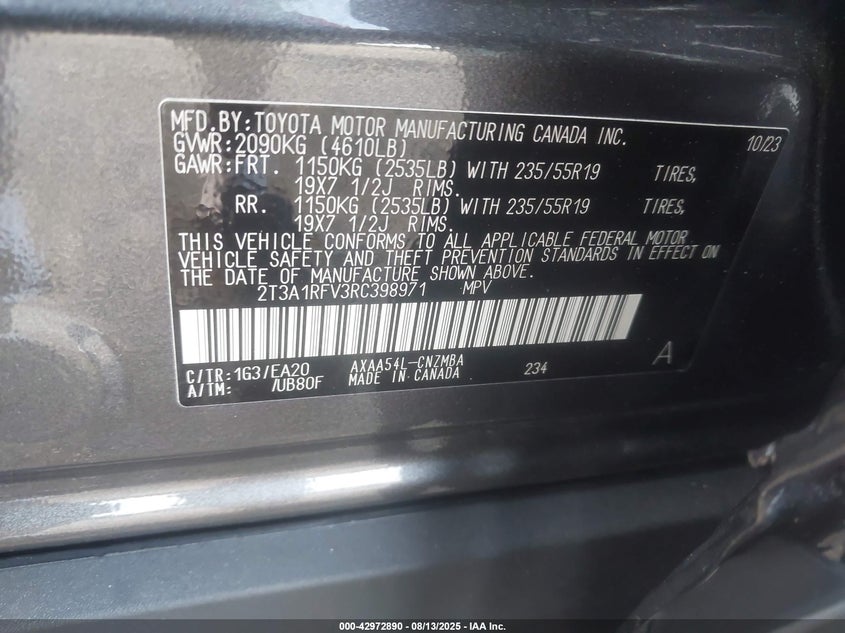 MFD. BY: TOYOTA MOTOR MANUFACTURING CANADA INC. 10/23
GVWR: 2090KG (4610LB)
GAWR: FRT. 1150KG (2535LB) WITH 235/55R19 TIRES,
19X7 1/2J RIMS.
RR. 1150KG (2535LB) WITH 235/55R19 TIRES,
19X7 1/2J RIMS.
THIS VEHICLE CONFORMS TO ALL APPLICABLE FEDERAL MOTOR
VEHICLE SAFETY AND THEFT PREVENTION STANDARDS IN EFFECT ON
THE DATE OF MANUFACTURE SHOWN ABOVE.
2T3A1RFV3RC398971 MPV
C/TR: 1G3/EA20 AXAA54L-CNZMBA 234 A
A/TM: /UB80F MADE IN CANADA
000-42972890 - 08/13/2025 - IAA Inc.